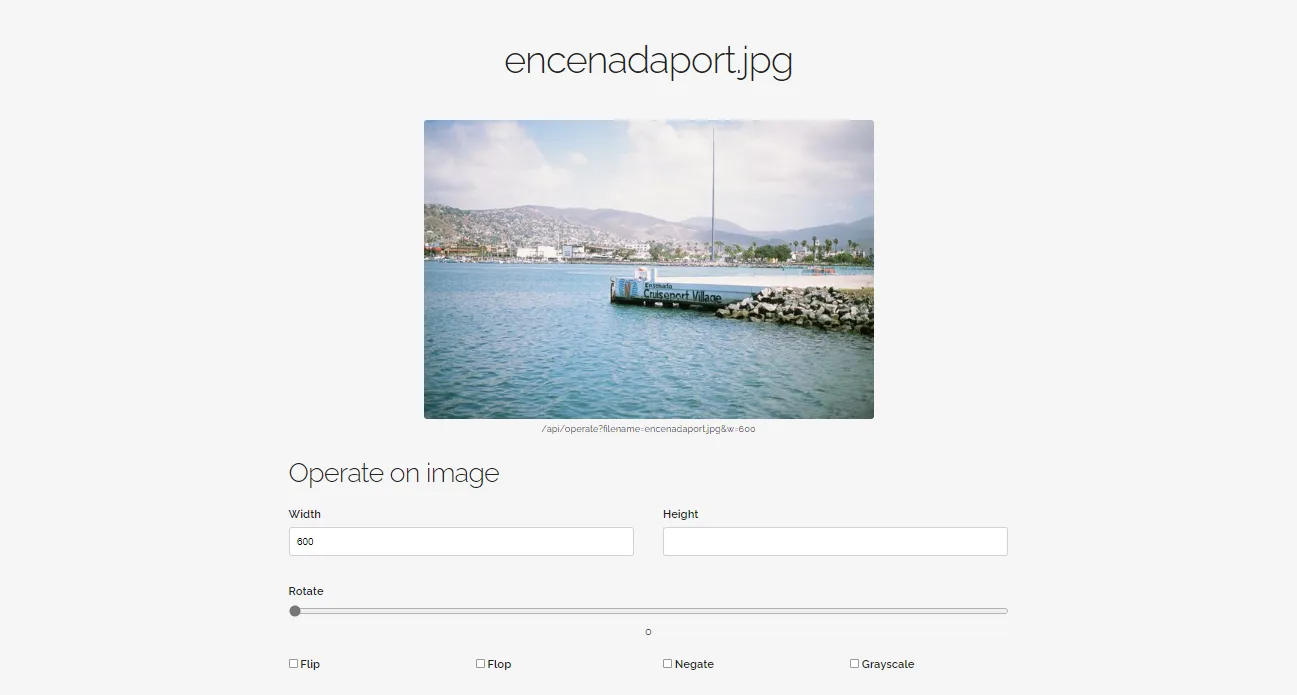 encenadaport.jpg
Ensenada
Cruiseport Village
/api/operate?filename=encenadaport.jpg&w=600
Operate on image
Width Height
600
Rotate
0
Flip Flop Negate Grayscale